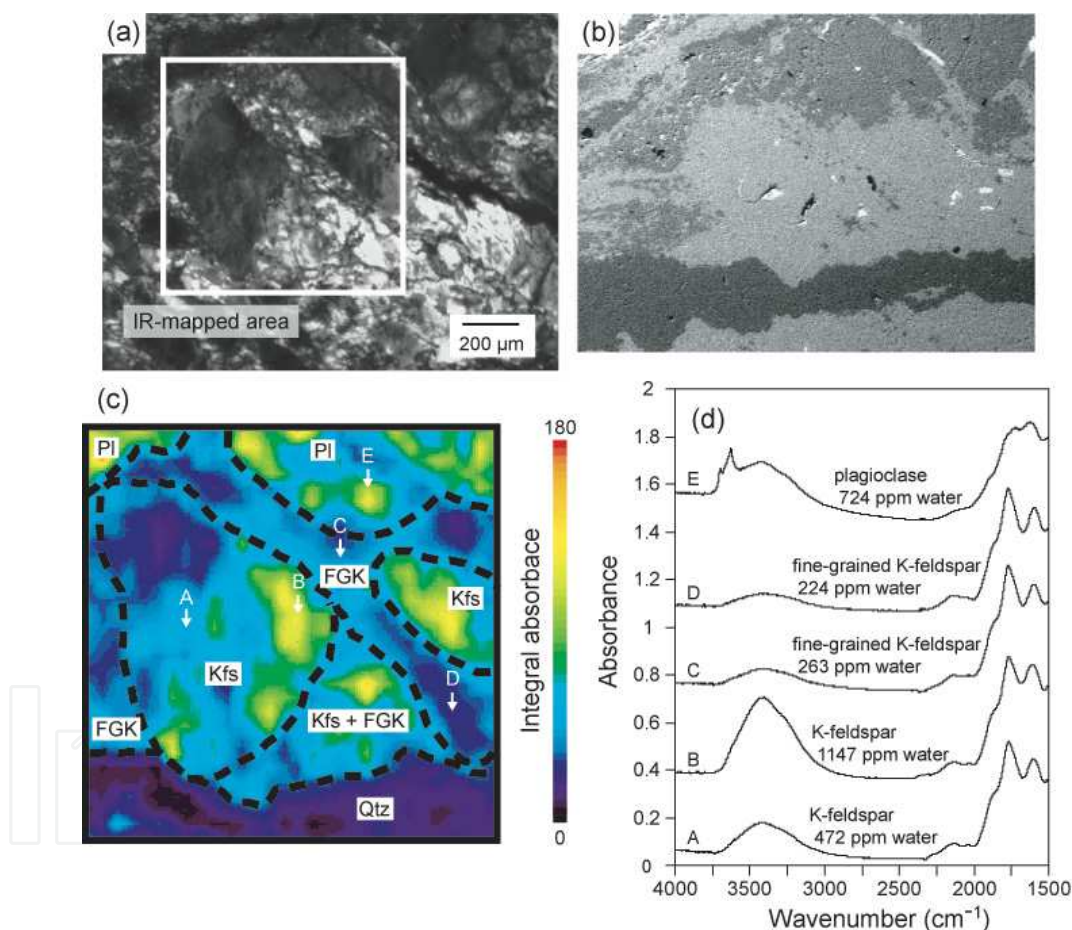 (a)
IR-mapped area
200 µm
(b)
(c)
Pl
Pl
E
C
FGK
B
A
Kfs
Kfs
D
FGK
Kfs + FGK
Qtz
180
Integral absorbace
0
(d)
2
1.8
1.6
1.4
1.2
1
0.8
0.6
0.4
0.2
0
Absorbance
E
plagioclase
724 ppm water
D
fine-grained K-feldspar
224 ppm water
C
fine-grained K-feldspar
263 ppm water
B
K-feldspar
1147 ppm water
A
K-feldspar
472 ppm water
4000 3500 3000 2500 2000 1500
Wavenumber (cm⁻¹)